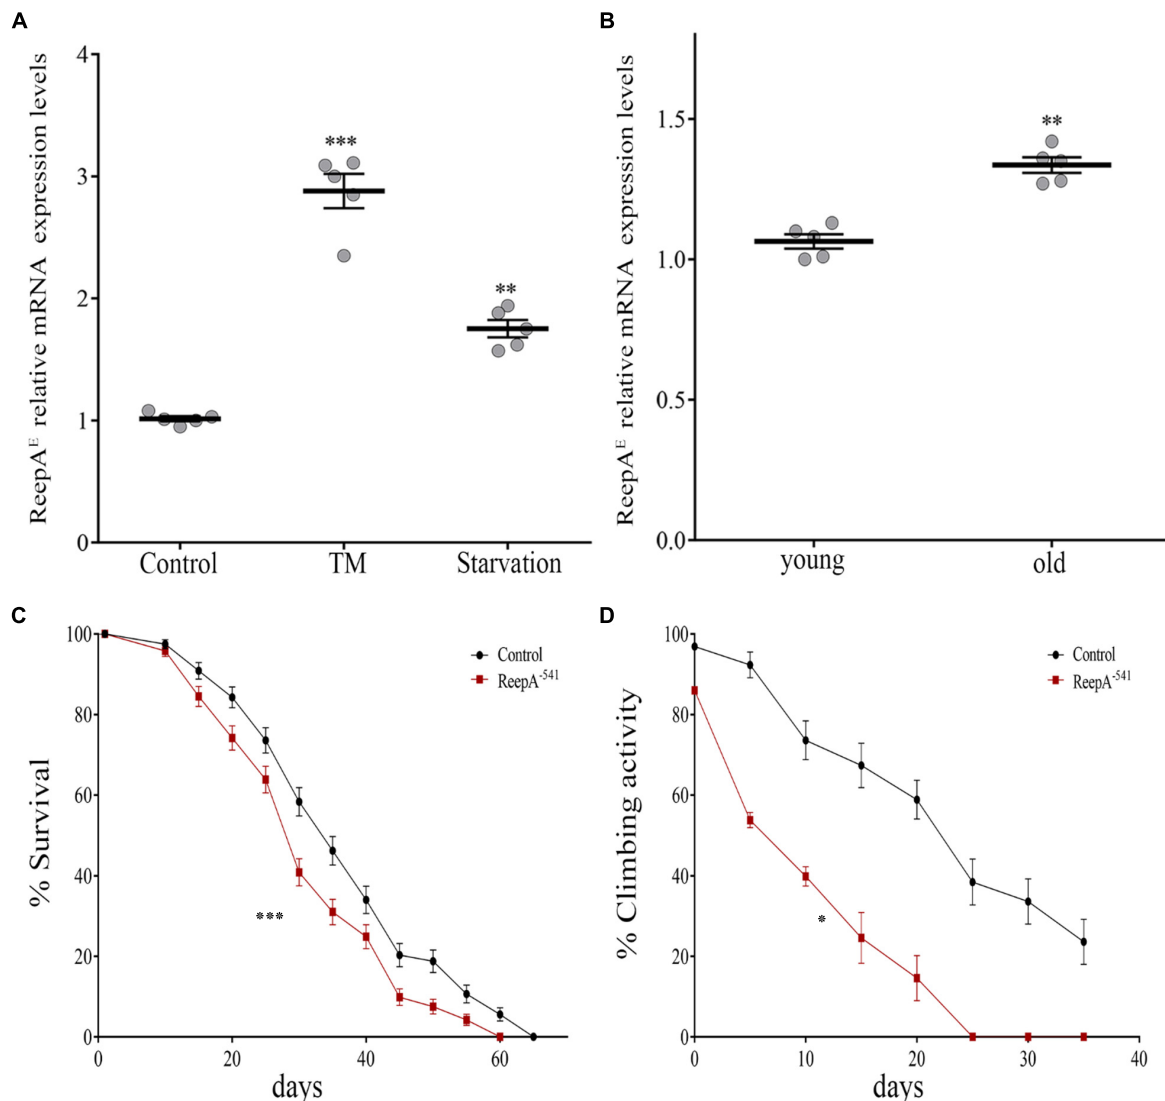 A
ReepA^E relative mRNA expression levels
4
3
2
1
0
***
**
Control TM Starvation
B
ReepA^E relative mRNA expression levels
1.5
1.0
0.5
0.0
**
young old
C
% Survival
100
80
60
40
20
0
Control
ReepA^-541
***
0 20 40 60
days
D
% Climbing activity
100
80
60
40
20
0
Control
ReepA^-541
*
0 10 20 30 40
days